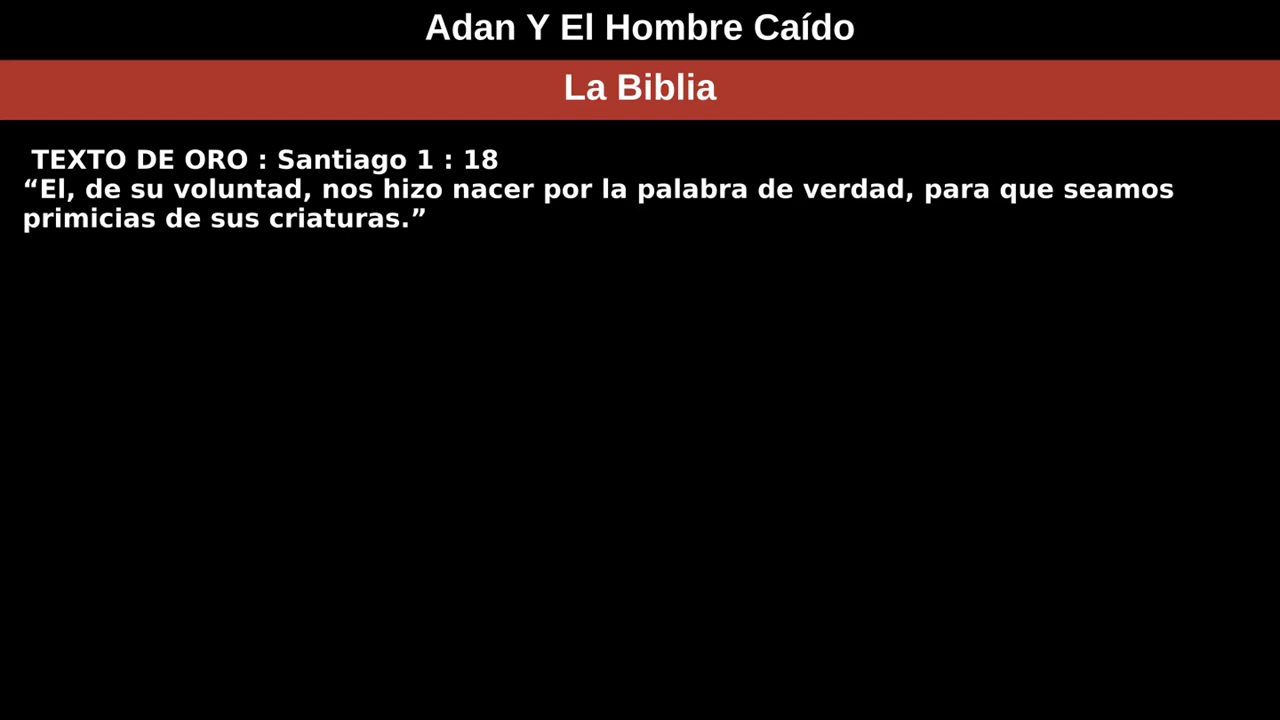 Adan Y El Hombre Caído
La Biblia
TEXTO DE ORO : Santiago 1 : 18
“El, de su voluntad, nos hizo nacer por la palabra de verdad, para que seamos
primicias de sus criaturas.”